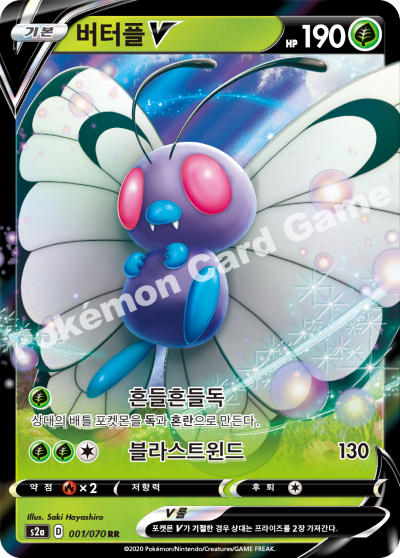 기본 버터플V HP 190
Pokémon Card Game
흔들흔들독
상대의 배틀 포켓몬을 독과 혼란으로 만든다.
블라스트윈드 130
약점 ×2 저항력 후퇴
Illus. Saki Hayashiro
V룰
s2a D 001/070 RR
포켓몬V가 기절한 경우 상대는 프라이즈를 2장 가져간다.
©2020 Pokémon/Nintendo/Creatures/GAME FREAK.